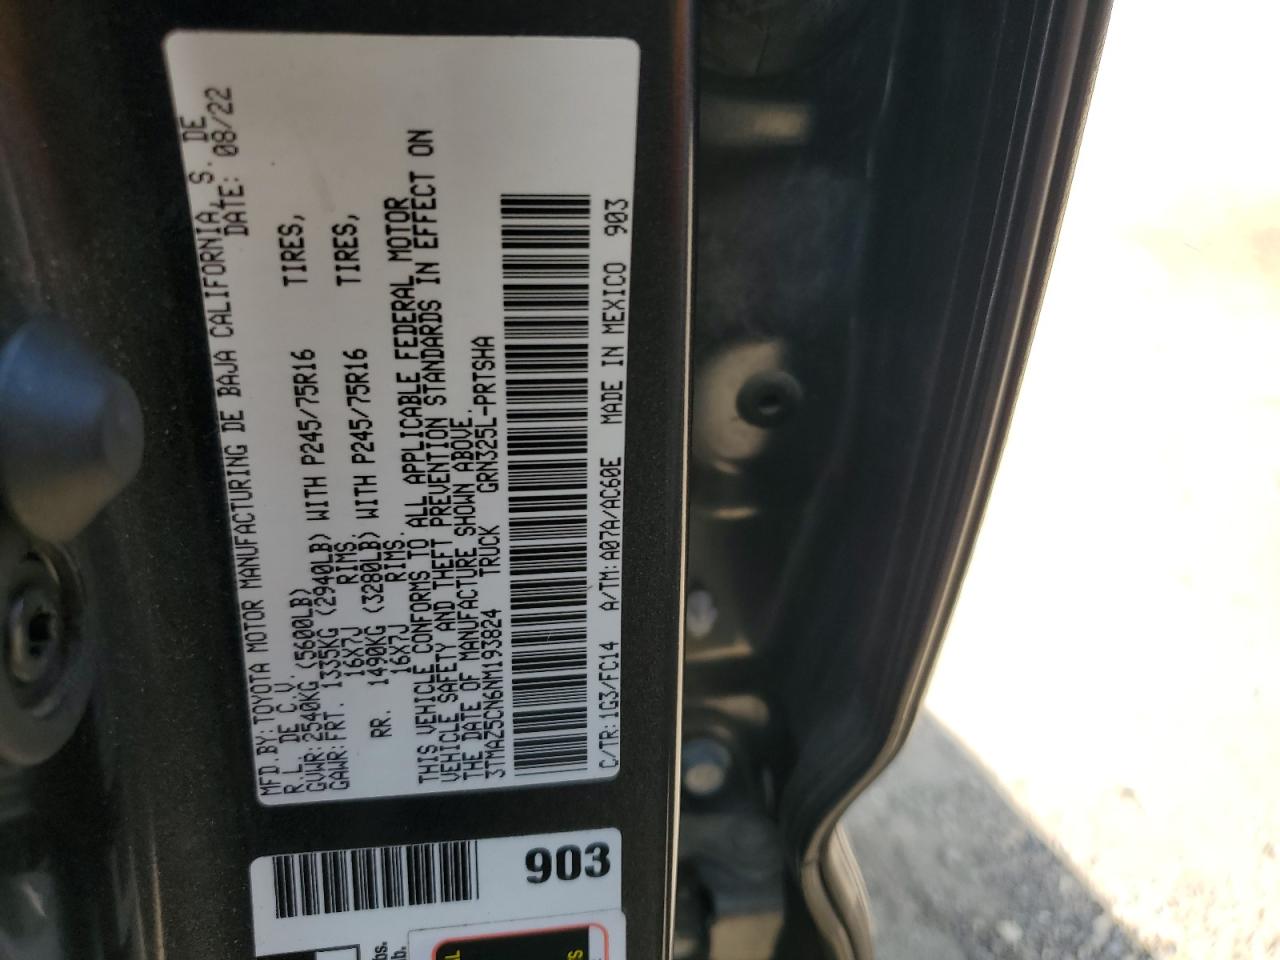 MFD.BY:TOYOTA MOTOR MANUFACTURING DE BAJA CALIFORNIA, S. DE
R.L. DE C.V. DATE: 08/22
GVWR:2540KG (5600LB)
GAWR:FRT. 1335KG (2940LB) WITH P245/75R16 TIRES,
16X7J RIMS.
RR. 1490KG (3280LB) WITH P245/75R16 TIRES,
16X7J RIMS.
THIS VEHICLE CONFORMS TO ALL APPLICABLE FEDERAL MOTOR
VEHICLE SAFETY AND THEFT PREVENTION STANDARDS IN EFFECT ON
THE DATE OF MANUFACTURE SHOWN ABOVE.
3TMAZ5CN6NM193824 TRUCK GRN325L-PRTSHA
C/TR:1G3/FC14 A/TM:A07A/AC60E MADE IN MEXICO 903
903